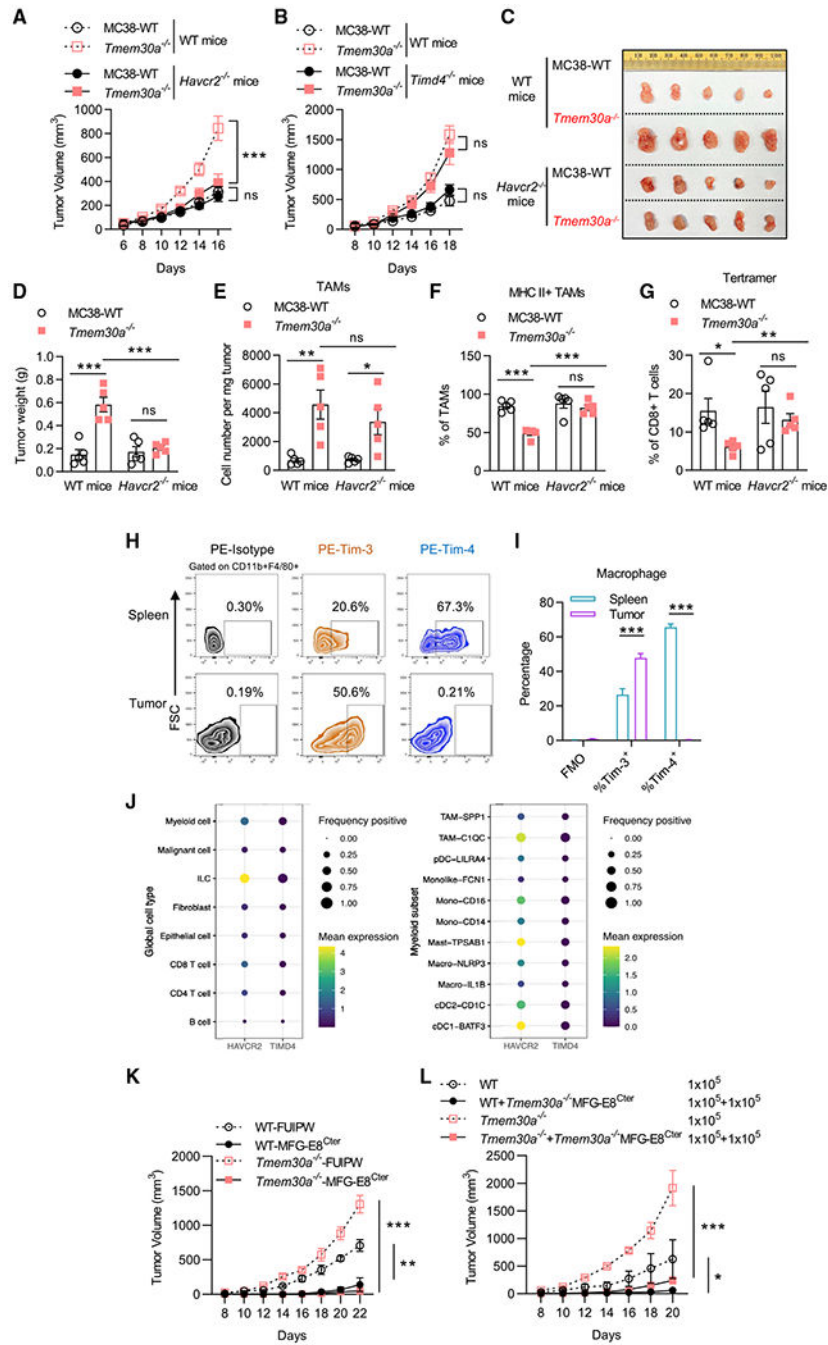 A
MC38-WT
Tmem30a-/-
WT mice
MC38-WT
Tmem30a-/-
Havcr2-/- mice
Tumor Volume (mm3)
1000
800
600
400
200
0
6 8 10 12 14 16
Days
***
ns
B
MC38-WT
Tmem30a-/-
WT mice
MC38-WT
Tmem30a-/-
Timd4-/- mice
Tumor Volume (mm3)
2000
1500
1000
500
0
8 10 12 14 16 18
Days
ns
ns
C
WT mice
MC38-WT
Tmem30a-/-
Havcr2-/- mice
MC38-WT
Tmem30a-/-
D
MC38-WT
Tmem30a-/-
Tumor weight (g)
1.0
0.8
0.6
0.4
0.2
0.0
*** ***
ns
WT mice Havcr2-/- mice
E
TAMs
MC38-WT
Tmem30a-/-
Cell number per mg tumor
8000
6000
4000
2000
0
** ns
*
WT mice Havcr2-/- mice
F
MHC II+ TAMs
MC38-WT
Tmem30a-/-
% of TAMs
150
100
50
0
*** ***
ns
WT mice Havcr2-/- mice
G
Tertramer
MC38-WT
Tmem30a-/-
% of CD8+ T cells
30
20
10
0
* **
ns
WT mice Havcr2-/- mice
H
PE-Isotype PE-Tim-3 PE-Tim-4
Gated on CD11b+F4/80+
Spleen
0.30% 20.6% 67.3%
Tumor
0.19% 50.6% 0.21%
FSC
I
Macrophage
Spleen
Tumor
Percentage
80
60
40
20
0
*** ***
FMO %Tim-3+ %Tim-4+
J
Global cell type
Myeloid cell
Malignant cell
ILC
Fibroblast
Epithelial cell
CD8 T cell
CD4 T cell
B cell
HAVCR2 TIMD4
Frequency positive
0.00
0.25
0.50
0.75
1.00
Mean expression
4
3
2
1
Myeloid subset
TAM-SPP1
TAM-C1QC
pDC-LILRA4
Monolike-FCN1
Mono-CD16
Mono-CD14
Mast-TPSAB1
Macro-NLRP3
Macro-IL1B
cDC2-CD1C
cDC1-BATF3
HAVCR2 TIMD4
Frequency positive
0.00
0.25
0.50
0.75
1.00
Mean expression
2.0
1.5
1.0
0.5
0.0
K
WT-FUIPW
WT-MFG-E8Cter
Tmem30a-/-FUIPW
Tmem30a-/-MFG-E8Cter
Tumor Volume (mm3)
2000
1500
1000
500
0
8 10 12 14 16 18 20 22
Days
***
**
L
WT 1x105
WT+Tmem30a-/-MFG-E8Cter 1x105+1x105
Tmem30a-/- 1x105
Tmem30a-/-+Tmem30a-/-MFG-E8Cter 1x105+1x105
Tumor Volume (mm3)
2500
2000
1500
1000
500
0
8 10 12 14 16 18 20
Days
***
*